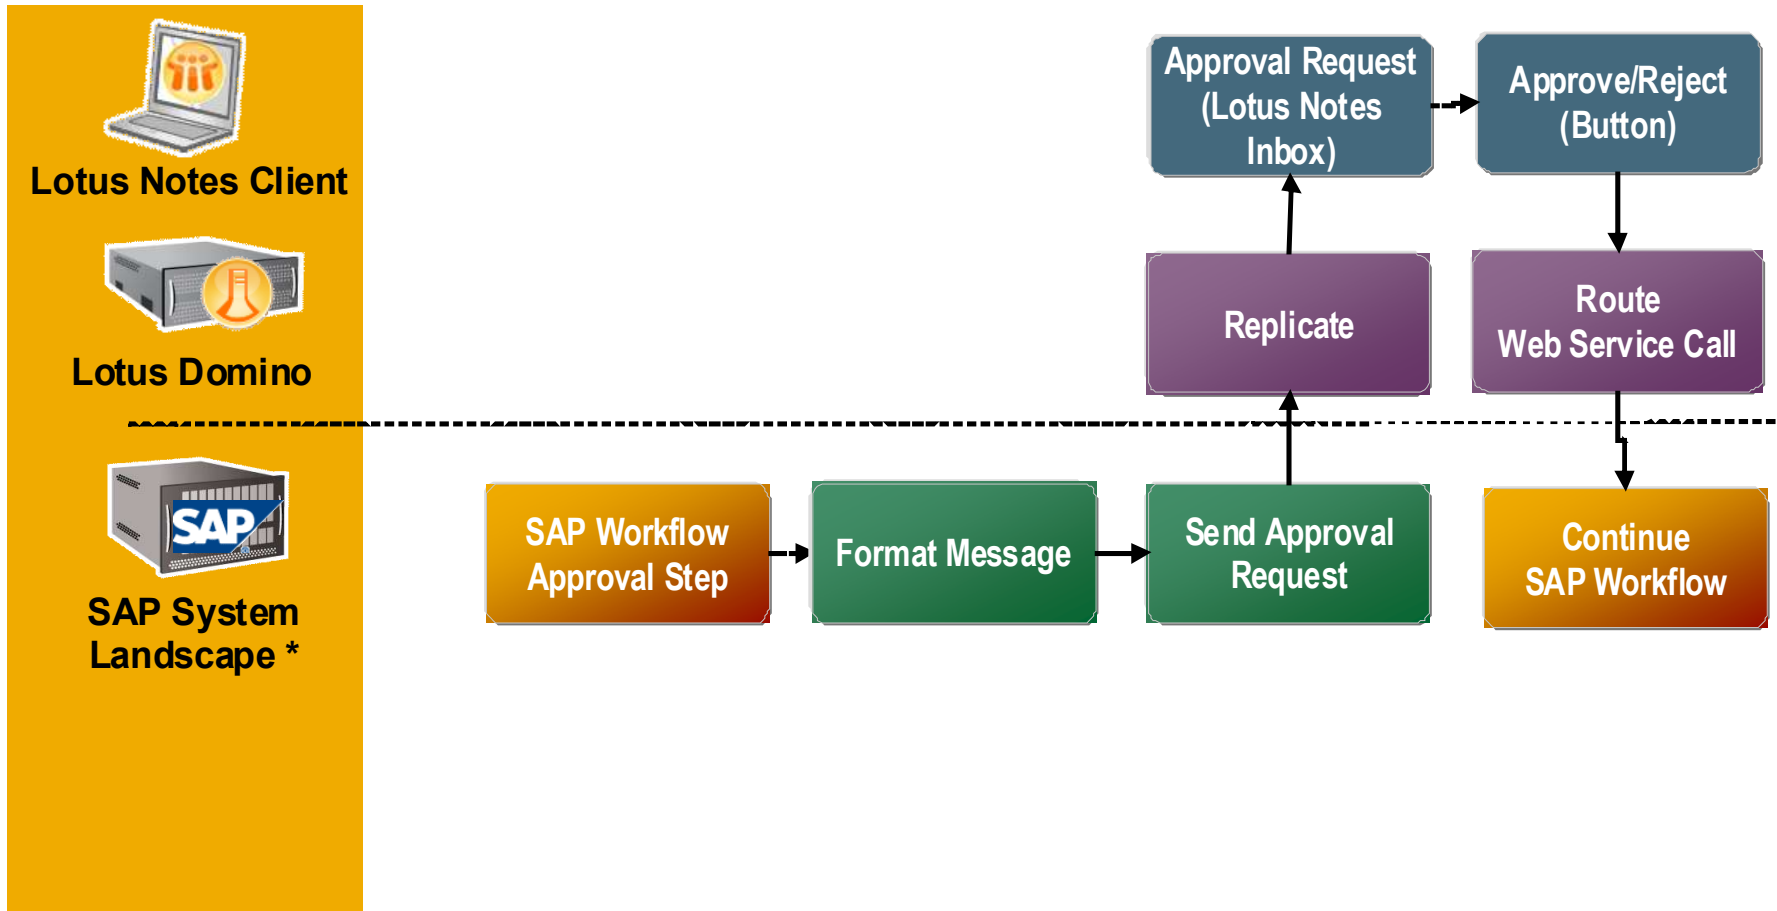 Lotus Notes Client
Lotus Domino
SAP
SAP System
Landscape *
Approval Request
(Lotus Notes
Inbox)
Approve/Reject
(Button)
Replicate
Route
Web Service Call
SAP Workflow
Approval Step
Format Message
Send Approval
Request
Continue
SAP Workflow